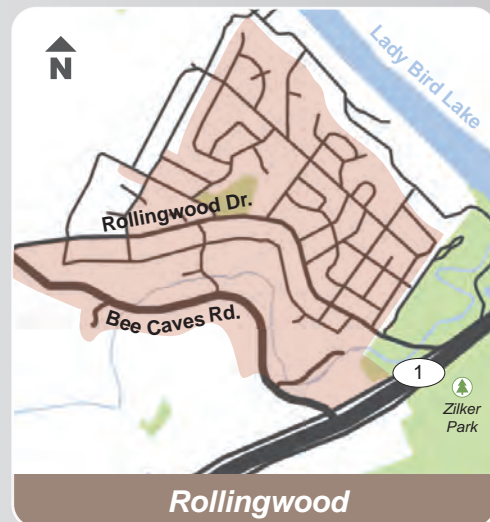 N
Lady Bird Lake
Rollingwood Dr.
Bee Caves Rd.
1
Zilker
Park
Rollingwood